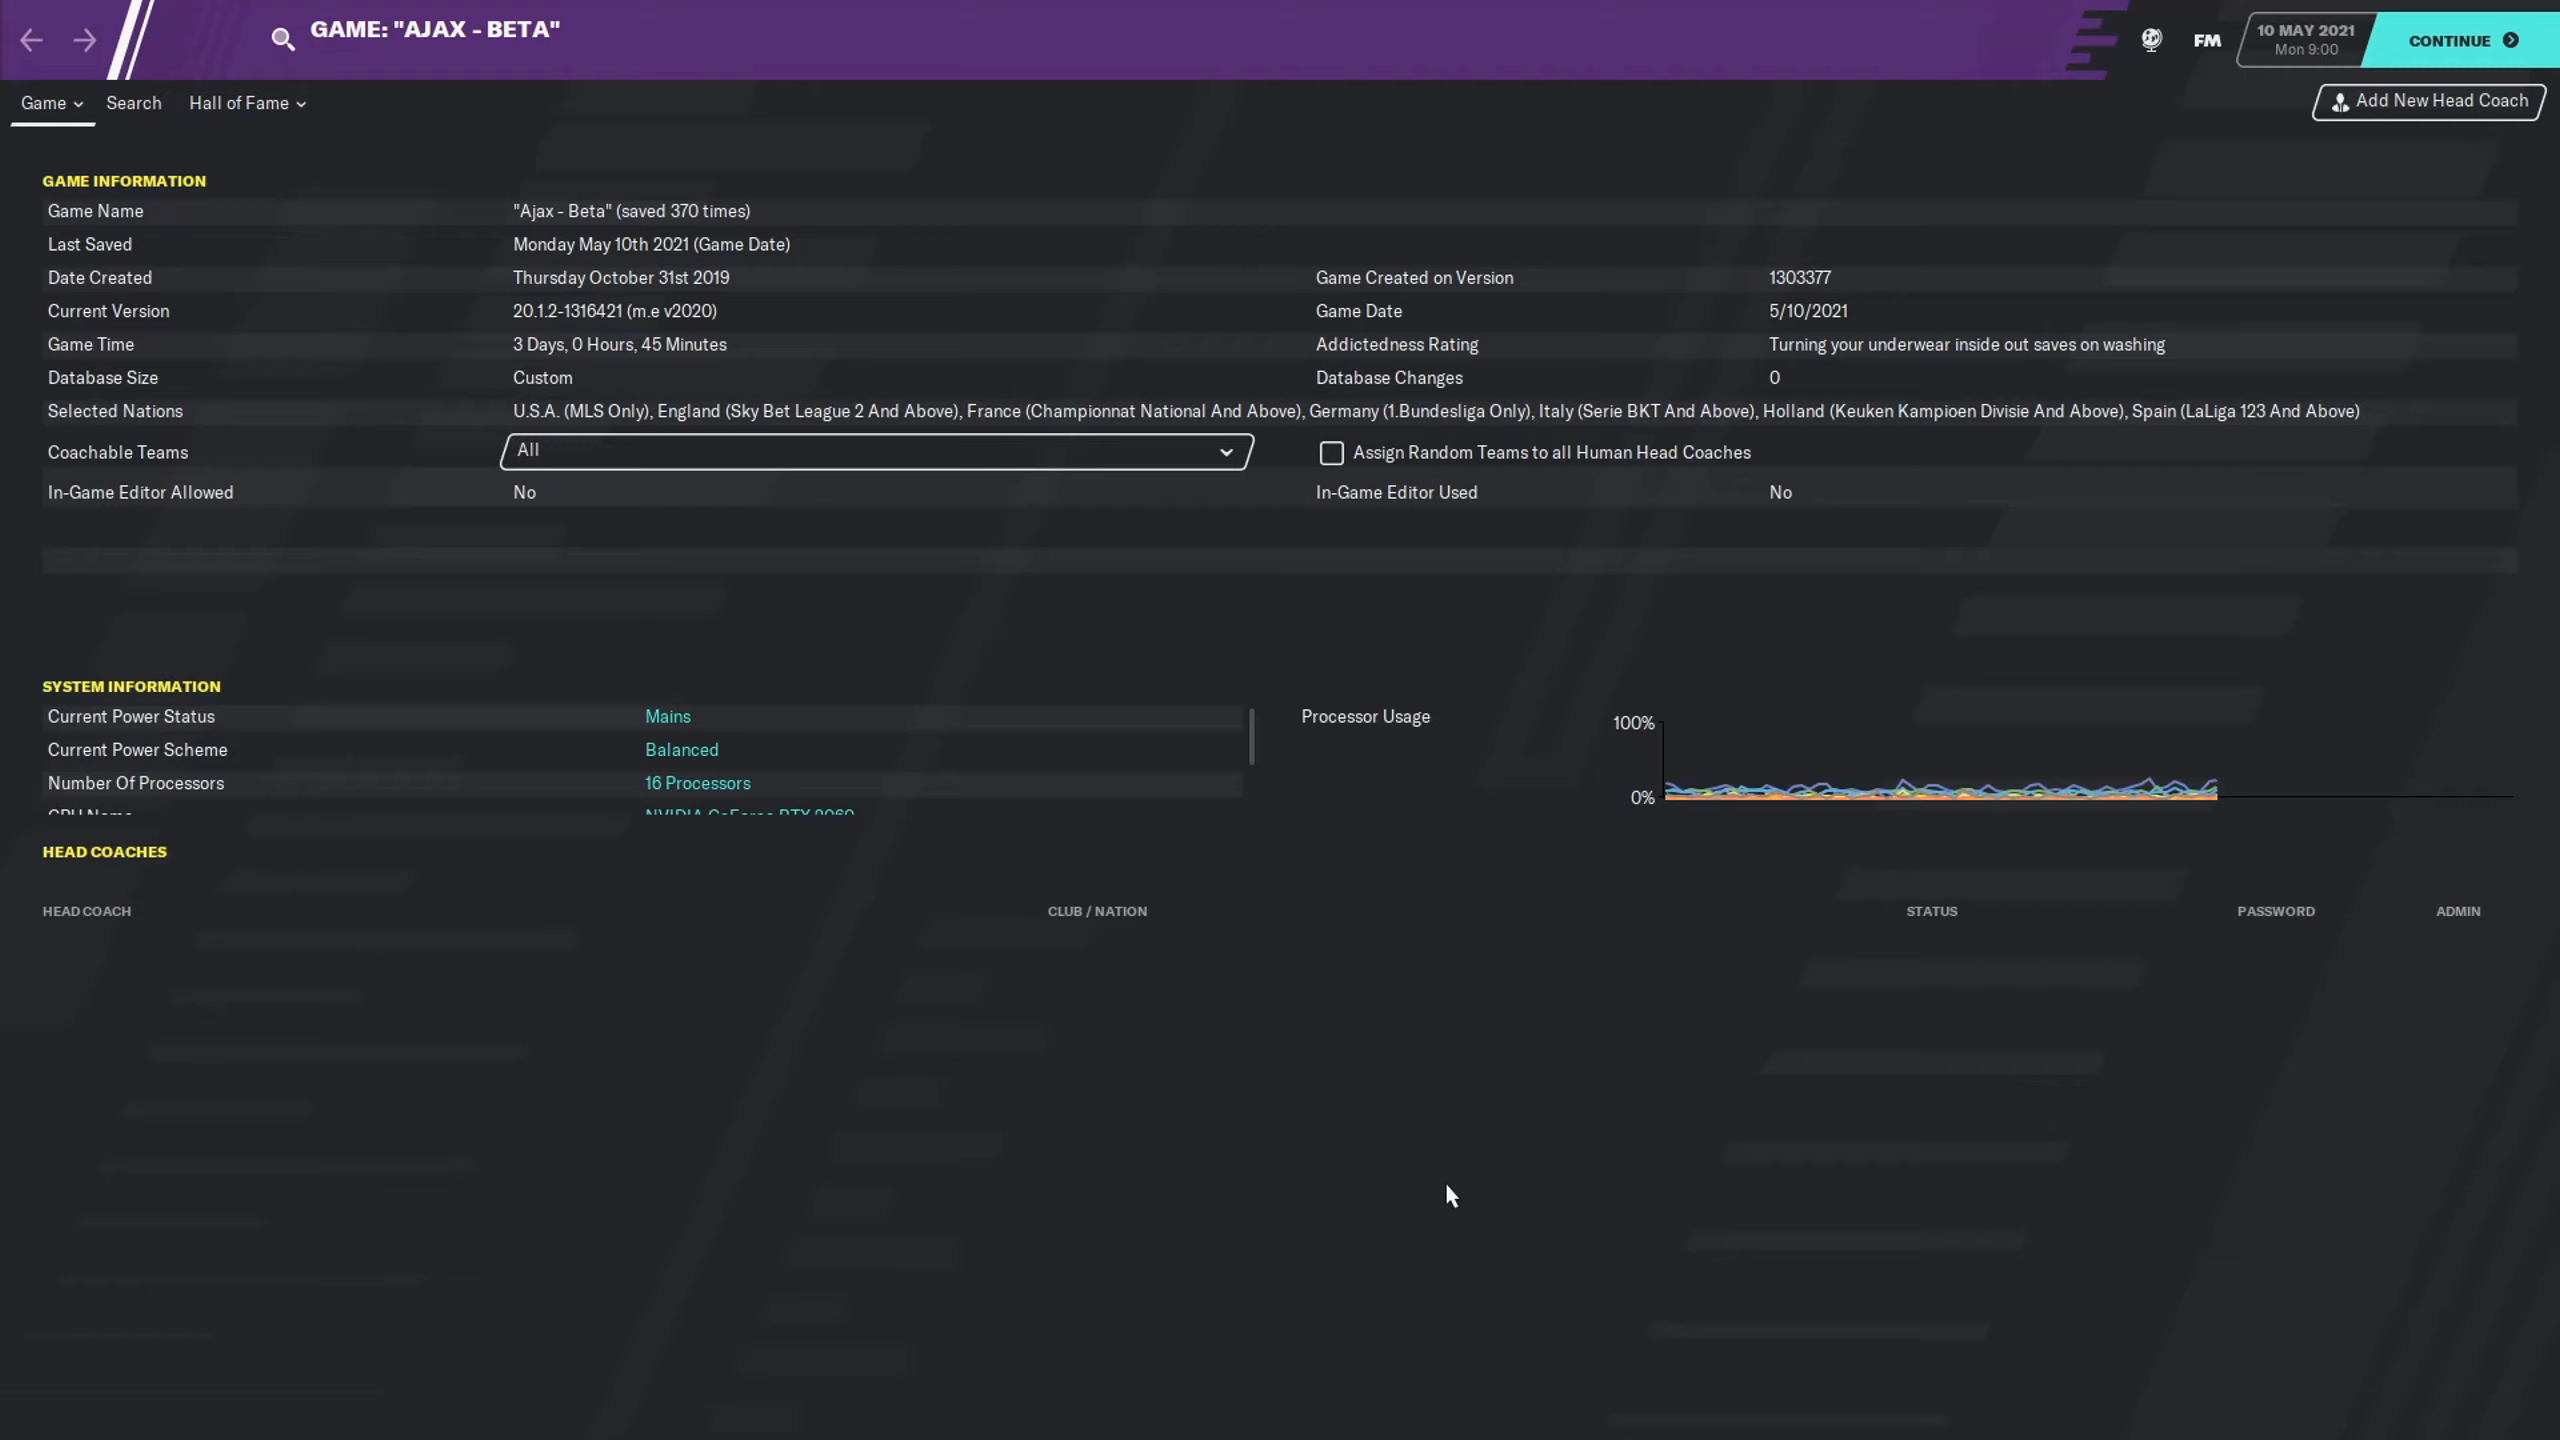 GAME: "AJAX - BETA"
FM
10 MAY 2021
Mon 9:00
CONTINUE
Game
Search
Hall of Fame
Add New Head Coach
GAME INFORMATION
Game Name "Ajax - Beta" (saved 370 times)
Last Saved Monday May 10th 2021 (Game Date)
Date Created Thursday October 31st 2019 Game Created on Version 1303377
Current Version 20.1.2-1316421 (m.e v2020) Game Date 5/10/2021
Game Time 3 Days, 0 Hours, 45 Minutes Addictedness Rating Turning your underwear inside out saves on washing
Database Size Custom Database Changes 0
Selected Nations U.S.A. (MLS Only), England (Sky Bet League 2 And Above), France (Championnat National And Above), Germany (1.Bundesliga Only), Italy (Serie BKT And Above), Holland (Keuken Kampioen Divisie And Above), Spain (LaLiga 123 And Above)
Coachable Teams All Assign Random Teams to all Human Head Coaches
In-Game Editor Allowed No In-Game Editor Used No
SYSTEM INFORMATION
Current Power Status Mains
Current Power Scheme Balanced
Number Of Processors 16 Processors
NVIDIA GeForce RTX
Processor Usage
100%
0%
HEAD COACHES
HEAD COACH CLUB / NATION STATUS PASSWORD ADMIN